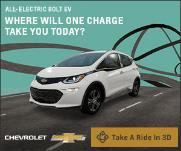 ALL-ELECTRIC BOLT EV
WHERE WILL ONE CHARGE
TAKE YOU TODAY?
CHEVROLET
Take A Ride In 3D